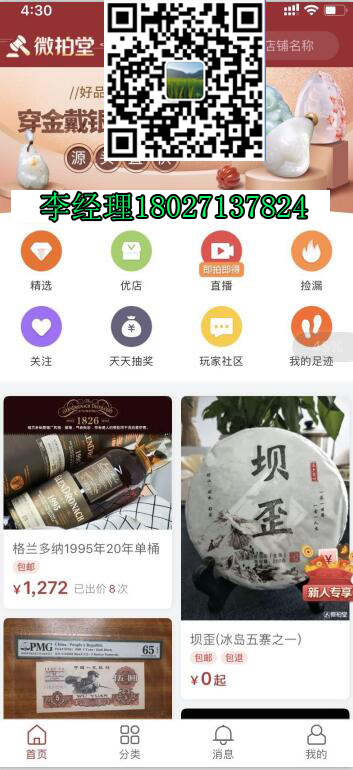 4:30
微拍堂
店铺名称
//好品
穿金戴银
源
李经理18027137824
即拍即得
精选
优店
直播
捡漏
关注
天天抽奖
玩家社区
我的足迹
1826
格兰多纳1995年20年单桶
包邮
¥1,272 已出价 8 次
坝歪
新人专享
微拍堂
坝歪(冰岛五寨之一)
包邮 包退
¥0起
PMG
65
首页
分类
消息
我的